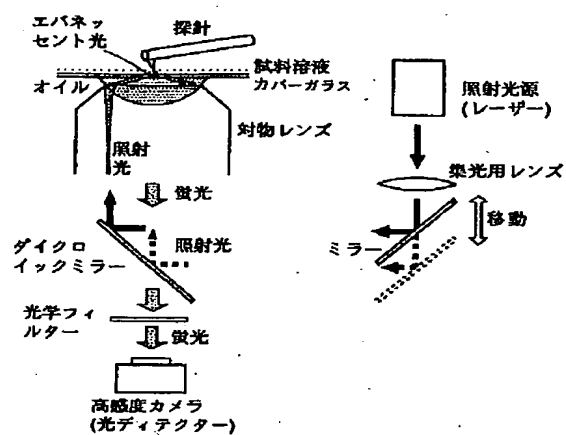 エバネッ
セント光
探針
試料溶液
カバーガラス
オイル
対物レンズ
照射
光
蛍光
ダイクロ
イックミラー
照射光
光学フィ
ルター
蛍光
高感度カメラ
(光ディテクター)
照射光源
(レーザー)
集光用レンズ
移動
ミラー